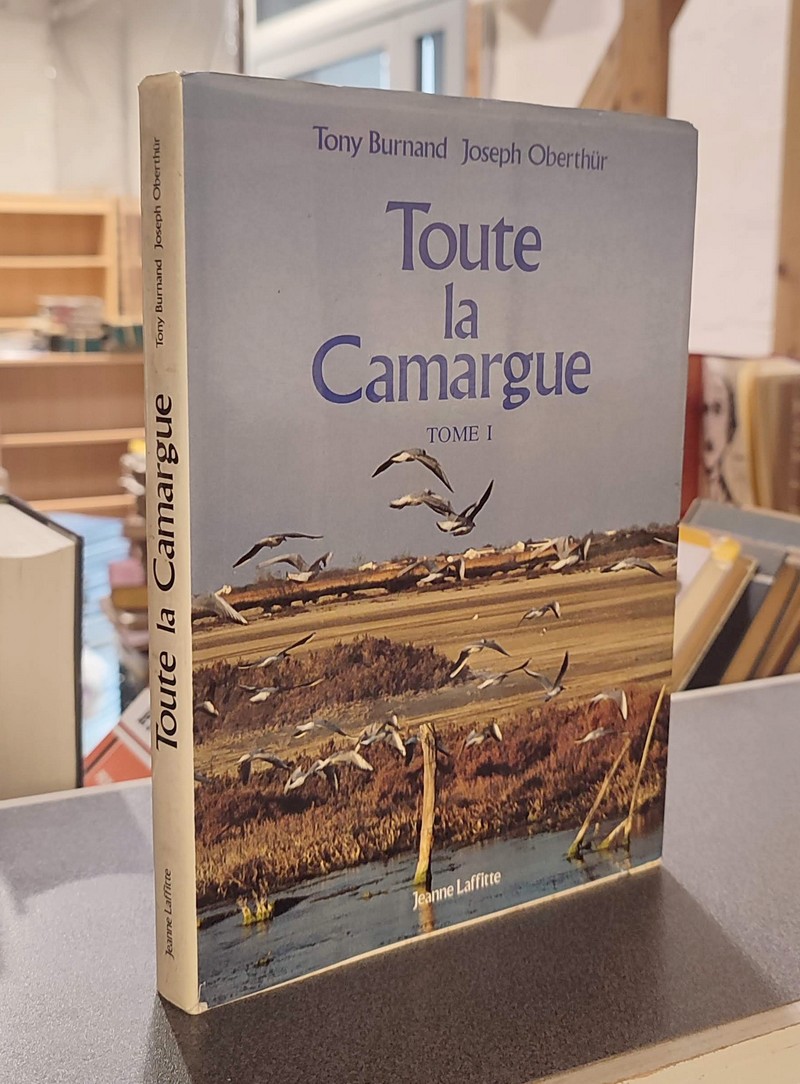 Tony Burnand Joseph Oberthür
Toute
la
Camargue
TOME I
Jeanne Laffitte
Tony Burnand Joseph Oberthür
Toute la Camargue
Jeanne Laffitte